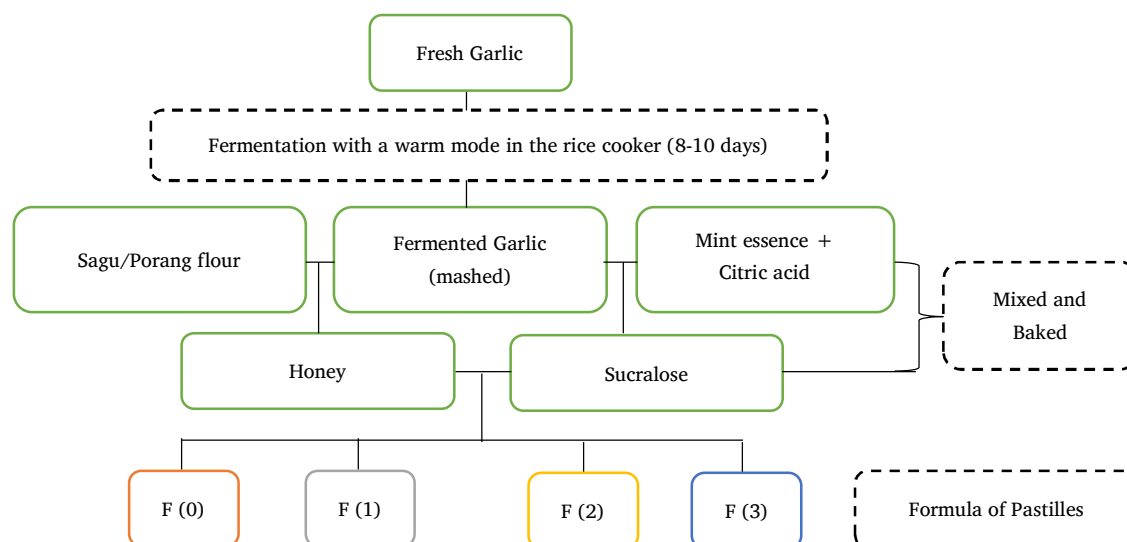 Fresh Garlic
Fermentation with a warm mode in the rice cooker (8-10 days)
Sagu/Porang flour
Fermented Garlic
(mashed)
Mint essence +
Citric acid
Mixed and
Baked
Honey
Sucralose
F (0)
F (1)
F (2)
F (3)
Formula of Pastilles